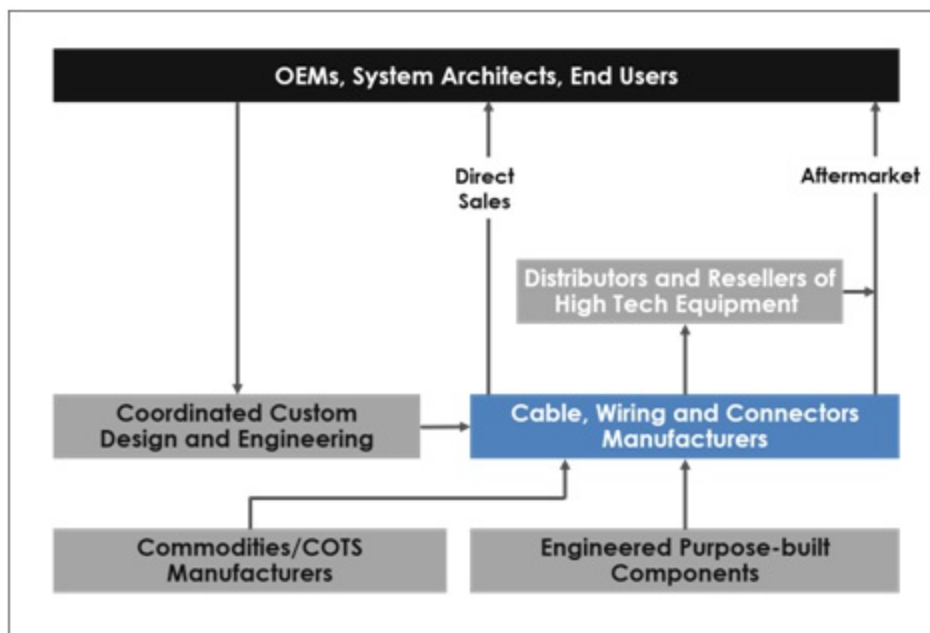 OEMs, System Architects, End Users
Direct
Sales
Aftermarket
Distributors and Resellers of
High Tech Equipment
Coordinated Custom
Design and Engineering
Cable, Wiring and Connectors
Manufacturers
Commodities/COTS
Manufacturers
Engineered Purpose-built
Components